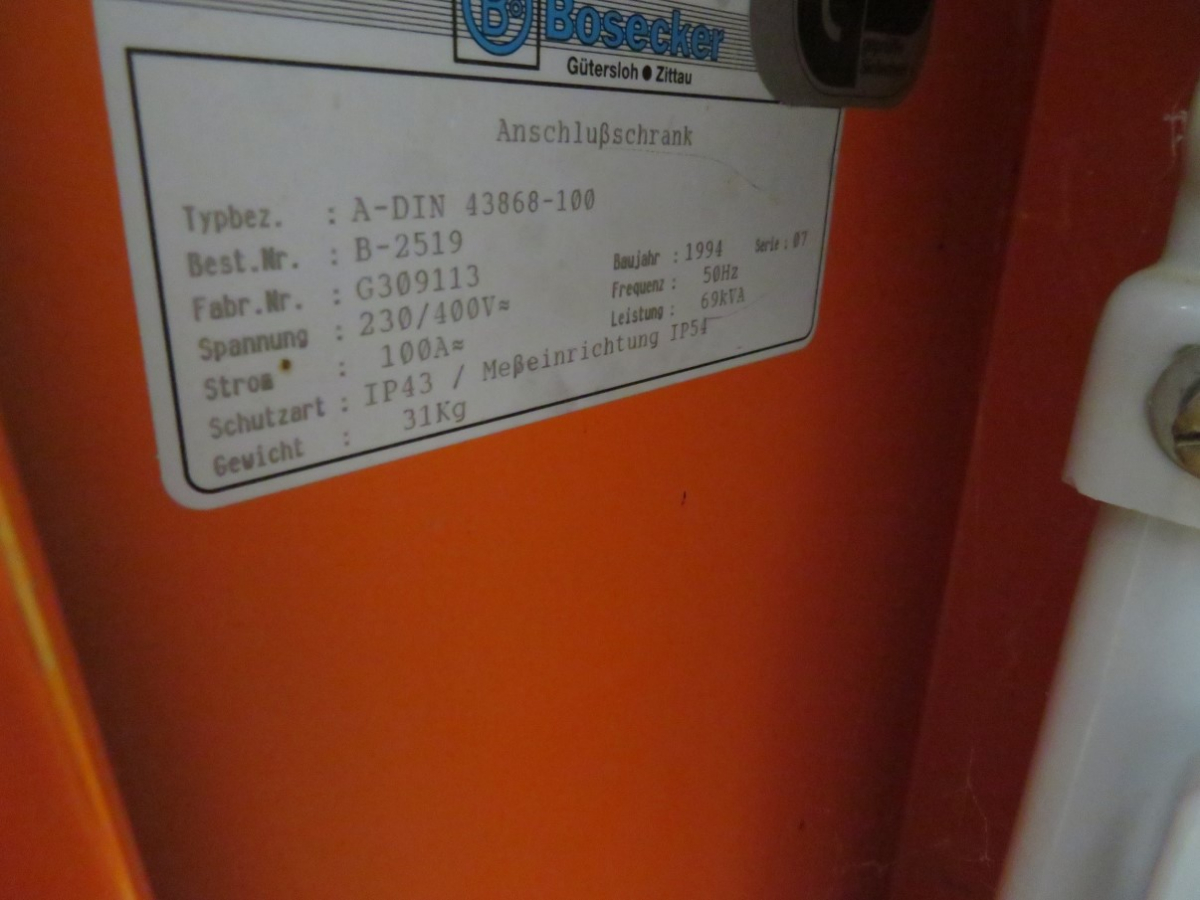 B
Bosecker
Gütersloh ● Zittau
Anschlußschrank
Typbez. : A-DIN 43868-100
Best.Nr. : B-2519
Fabr.Nr. : G309113 Baujahr : 1994 Serie : 07
Spannung : 230/400V≂ Frequenz : 50Hz
Strom : 100A≂ Leistung : 69kVA
Schutzart : IP43 / Meßeinrichtung IP54
Gewicht : 31Kg